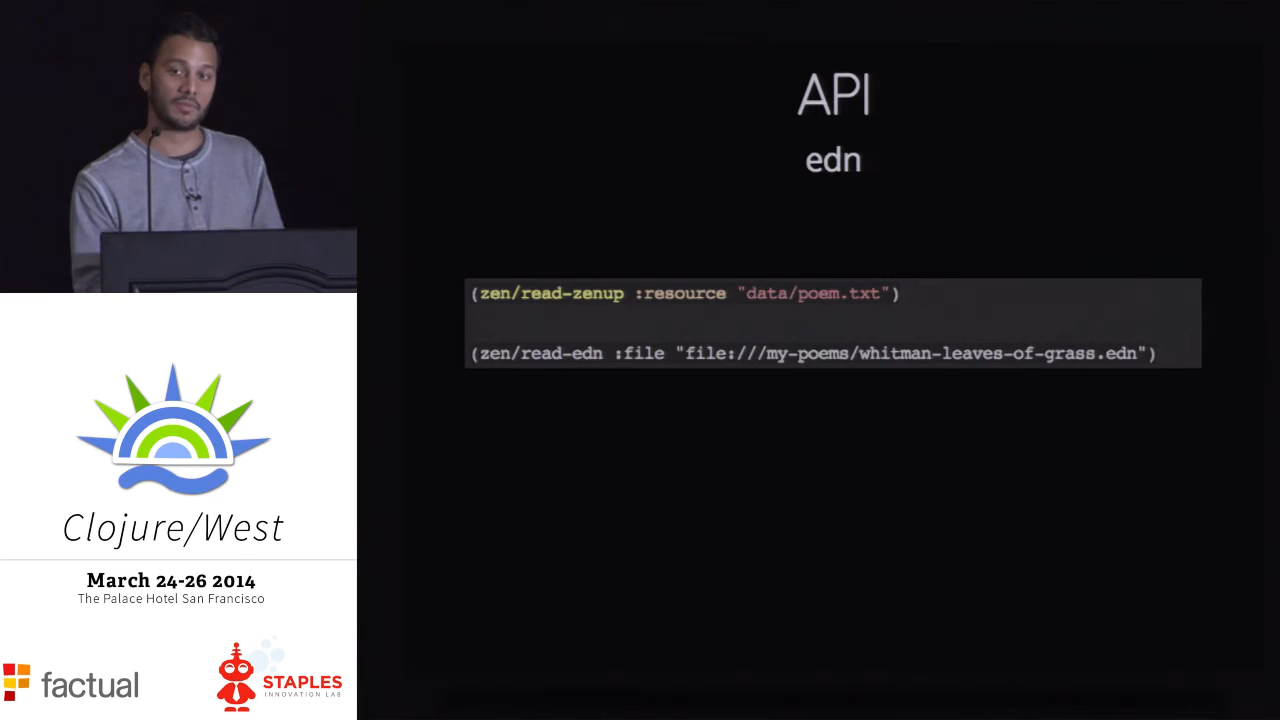 API
edn
(zen/read-zenup :resource "data/poem.txt")
(zen/read-edn :file "file:///my-poems/whitman-leaves-of-grass.edn")
Clojure/West
March 24-26 2014
The Palace Hotel San Francisco
factual
STAPLES
INNOVATION LAB